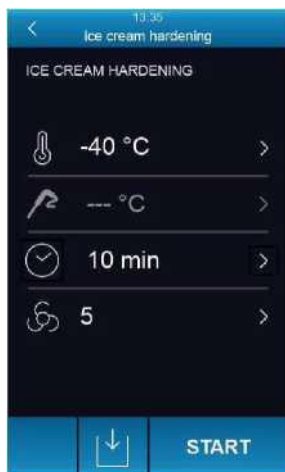 13:35
ice cream hardening
ICE CREAM HARDENING
-40 °C
--- °C
10 min
5
START